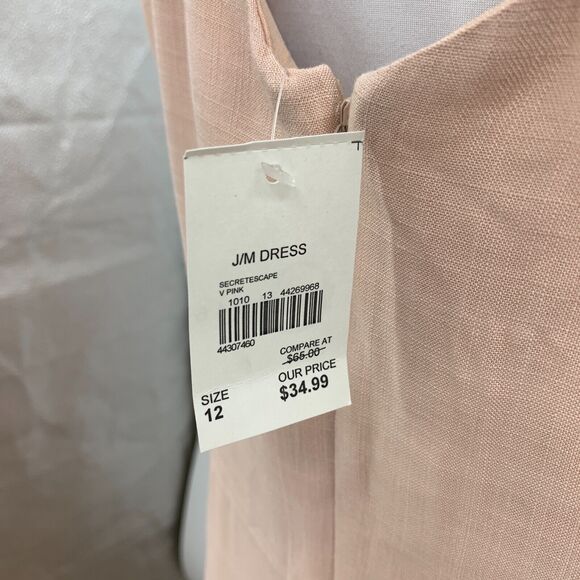 J/M DRESS
SECRETESCAPE
V PINK
1010 13 44269968
44307460
COMPARE AT
$65.00
OUR PRICE
$34.99
SIZE
12